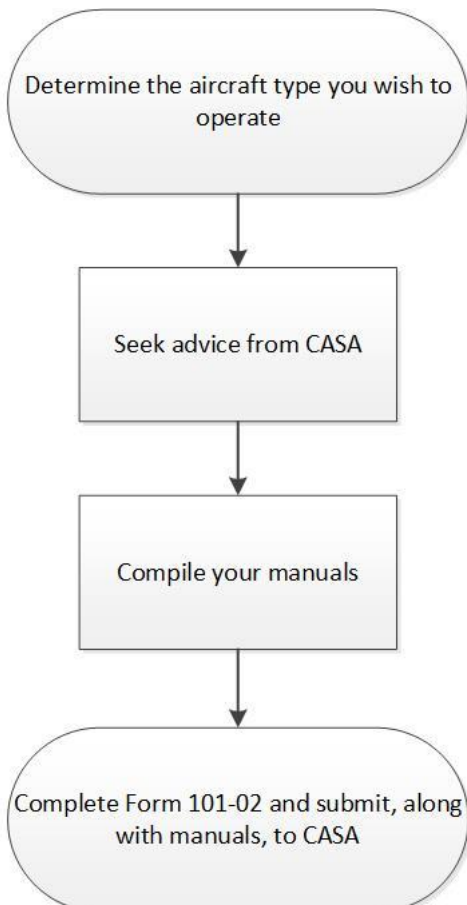 Determine the aircraft type you wish to
operate
Seek advice from CASA
Compile your manuals
Complete Form 101-02 and submit, along
with manuals, to CASA